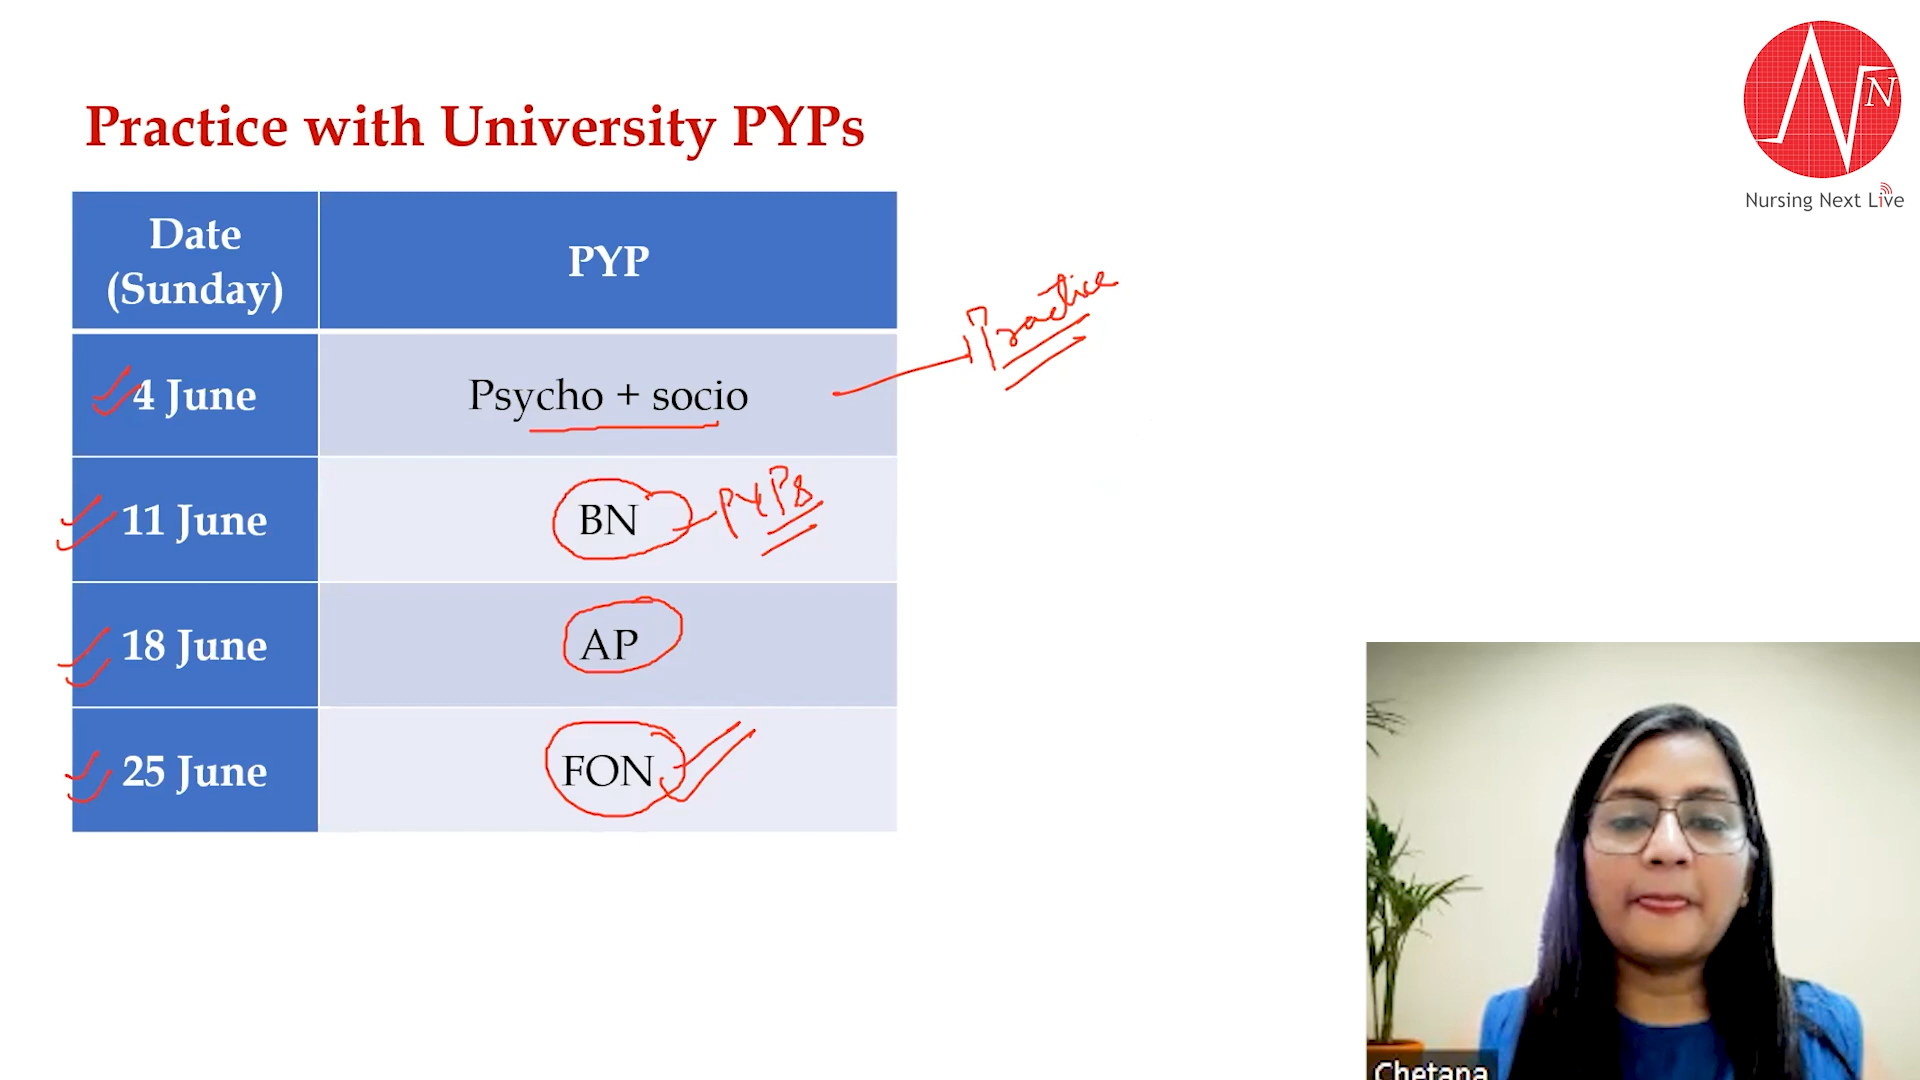 Practice with University PYPs
N
Nursing Next Live
Date
(Sunday)
PYP
4 June
Psycho + socio
Practice
11 June
BN
PYPs
18 June
AP
25 June
FON
Chetana